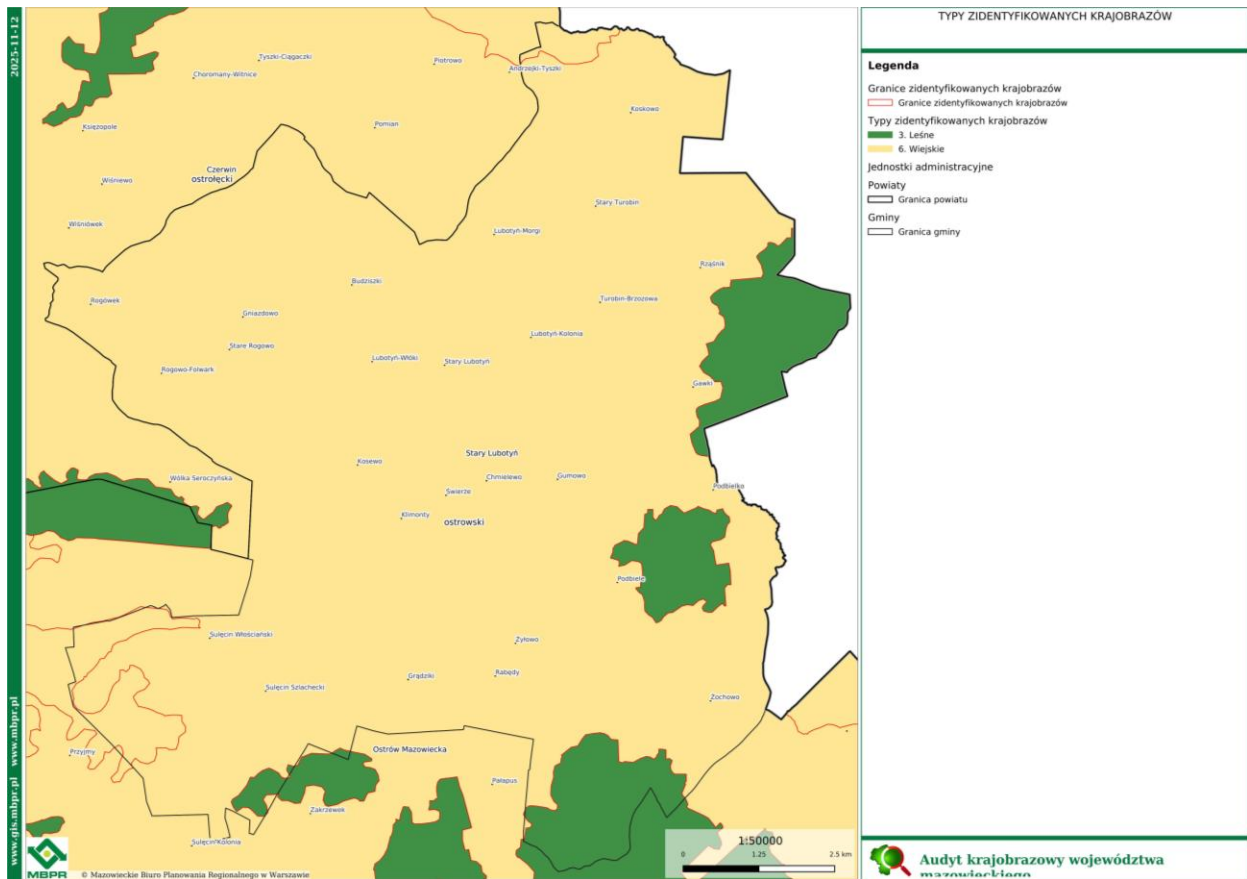 2025-11-12
www.gis.mbpr.pl www.mbpr.pl
Tyszki-Ciągaczki
Choromany-Witnice
Piotrowo
Andrzejki-Tyszki
Koskowo
Księżopole
Pomian
Czerwin
ostrołęcki
Wiśniewo
Stary Turobin
Wiśniówek
Lubotyń-Morgi
Rząśnik
Budziszki
Rogówek
Turobin-Brzozowa
Gniazdowo
Lubotyń-Kolonia
Stare Rogowo
Lubotyń-Włóki
Stary Lubotyń
Rogowo-Folwark
Gawki
Stary Lubotyń
Kosewo
Wólka Seroczyńska
Chmielewo
Gumowo
Podbielko
Świerże
Klimonty
ostrowski
Podbiele
Sulęcin Włościański
Żyłowo
Grądziki
Rabędy
Sulęcin Szlachecki
Żochowo
Przyjmy
Ostrów Mazowiecka
Pałapus
Zakrzewek
Sulęcin-Kolonia
1:50000
0 1.25 2.5 km
MBPR
© Mazowieckie Biuro Planowania Regionalnego w Warszawie
TYPY ZIDENTYFIKOWANYCH KRAJOBRAZÓW
Legenda
Granice zidentyfikowanych krajobrazów
Granice zidentyfikowanych krajobrazów
Typy zidentyfikowanych krajobrazów
3. Leśne
6. Wiejskie
Jednostki administracyjne
Powiaty
Granica powiatu
Gminy
Granica gminy
Audyt krajobrazowy województwa
mazowieckiego